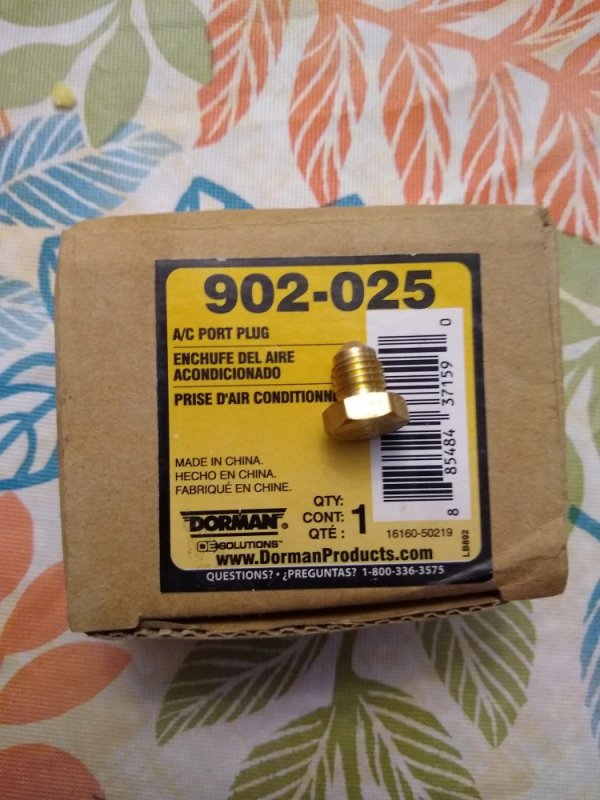 902-025
A/C PORT PLUG
ENCHUFE DEL AIRE
ACONDICIONADO
PRISE D'AIR CONDITIONN
MADE IN CHINA.
HECHO EN CHINA.
FABRIQUÉ EN CHINE.
DORMAN®
OE SOLUTIONS™
QTY:
CONT: 1
QTÉ :
8 85484 37159 0
16160-50219
LB892
www.DormanProducts.com
QUESTIONS? • ¿PREGUNTAS? 1-800-336-3575